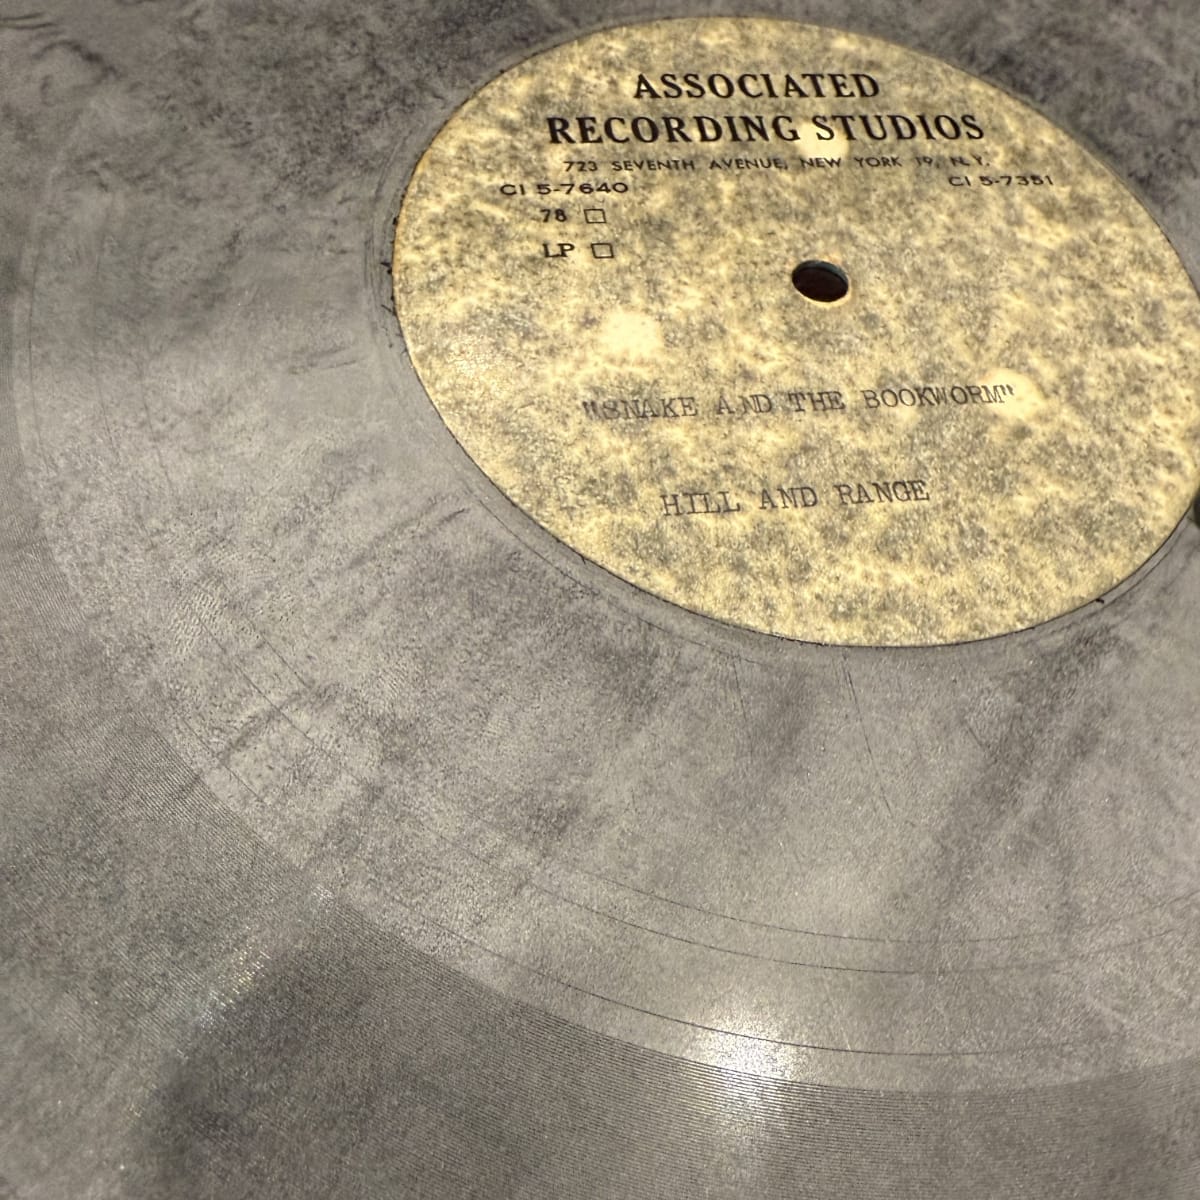 ASSOCIATED
RECORDING STUDIOS
723 SEVENTH AVENUE, NEW YORK 19, N.Y.
CI 5-7640 CI 5-7351
78
LP
"SNAKE AND THE BOOKWORM"
HILL AND RANGE